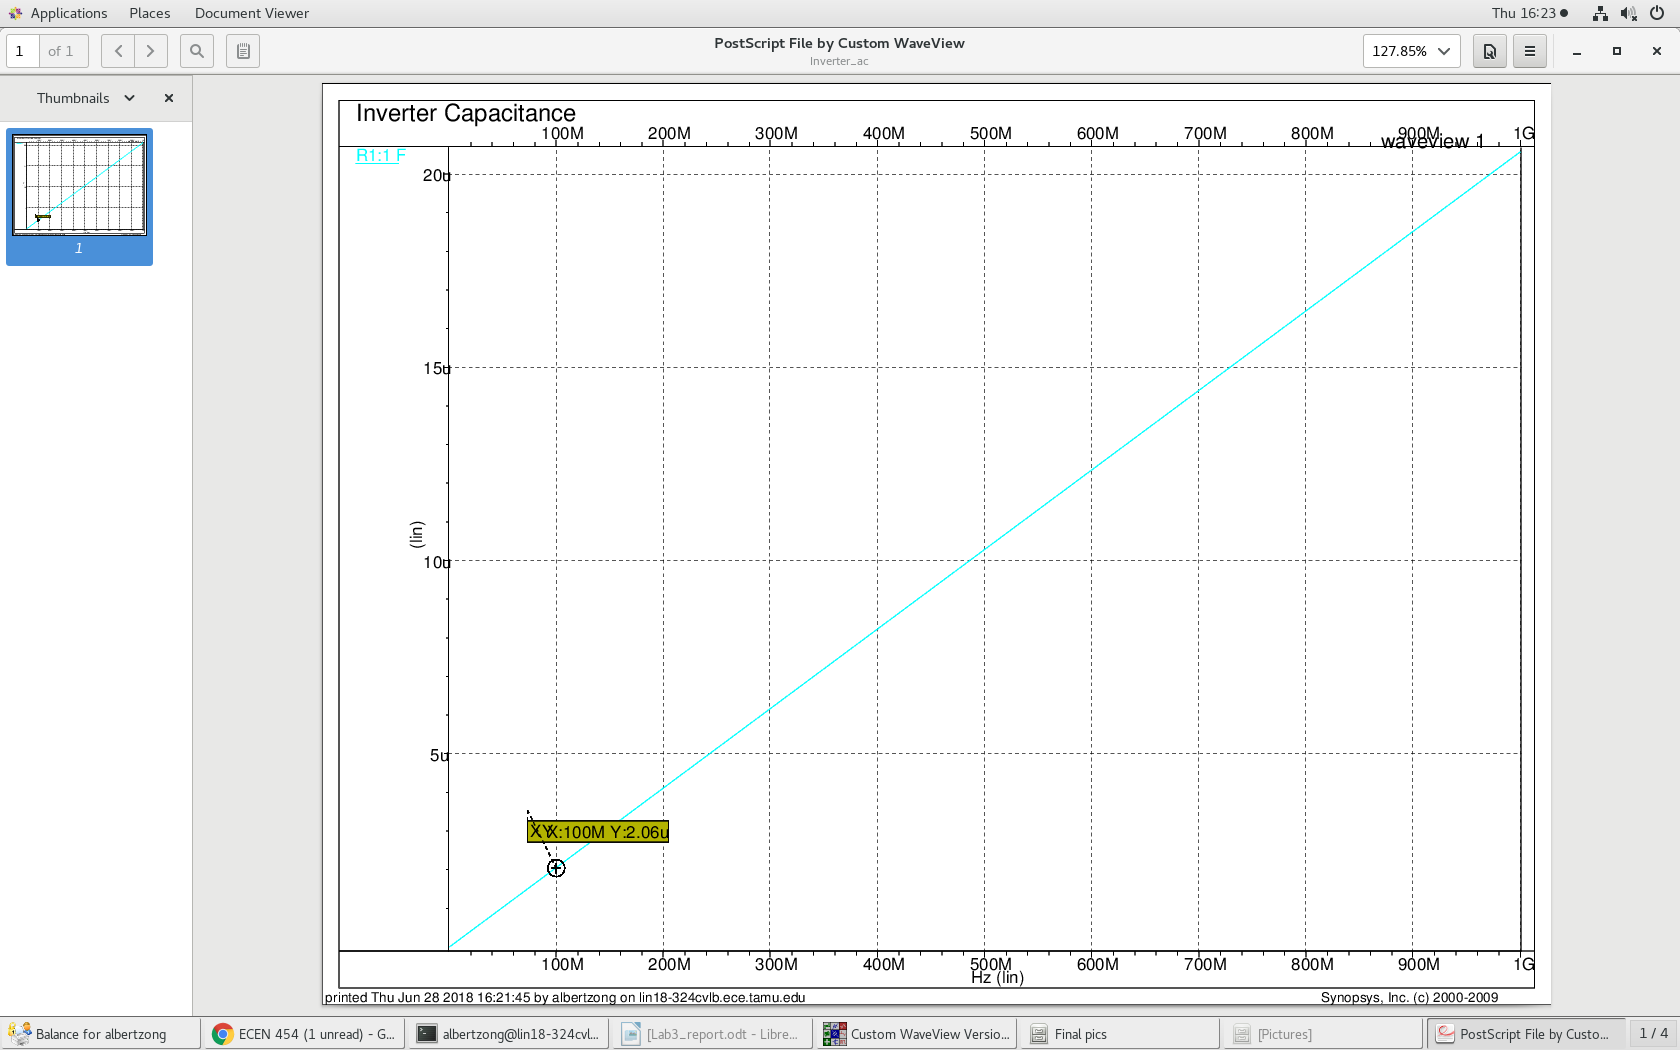 Applications Places Document Viewer Thu 16:23
1 of 1 PostScript File by Custom WaveView 127.85%
Inverter_ac
Thumbnails
1
Inverter Capacitance
100M 200M 300M 400M 500M 600M 700M 800M 900M 1G
waveview 1
R1:1 F
20u
15u
(lin)
10u
5u
XY X:100M Y:2.06u
100M 200M 300M 400M 500M 600M 700M 800M 900M 1G
Hz (lin)
printed Thu Jun 28 2018 16:21:45 by albertzong on lin18-324cvlb.ece.tamu.edu Synopsys, Inc. (c) 2000-2009
Balance for albertzong ECEN 454 (1 unread) - G... albertzong@lin18-324cvl... [Lab3_report.odt - Libre... Custom WaveView Versio... Final pics [Pictures] PostScript File by Custo... 1 / 4